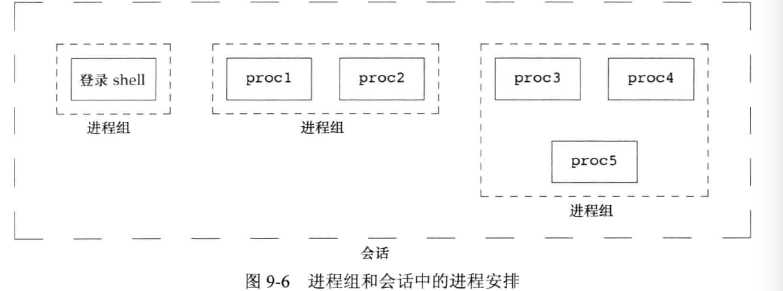 登录 shell
proc1
proc2
proc3
proc4
进程组
进程组
proc5
进程组
会话
图 9-6 进程组和会话中的进程安排